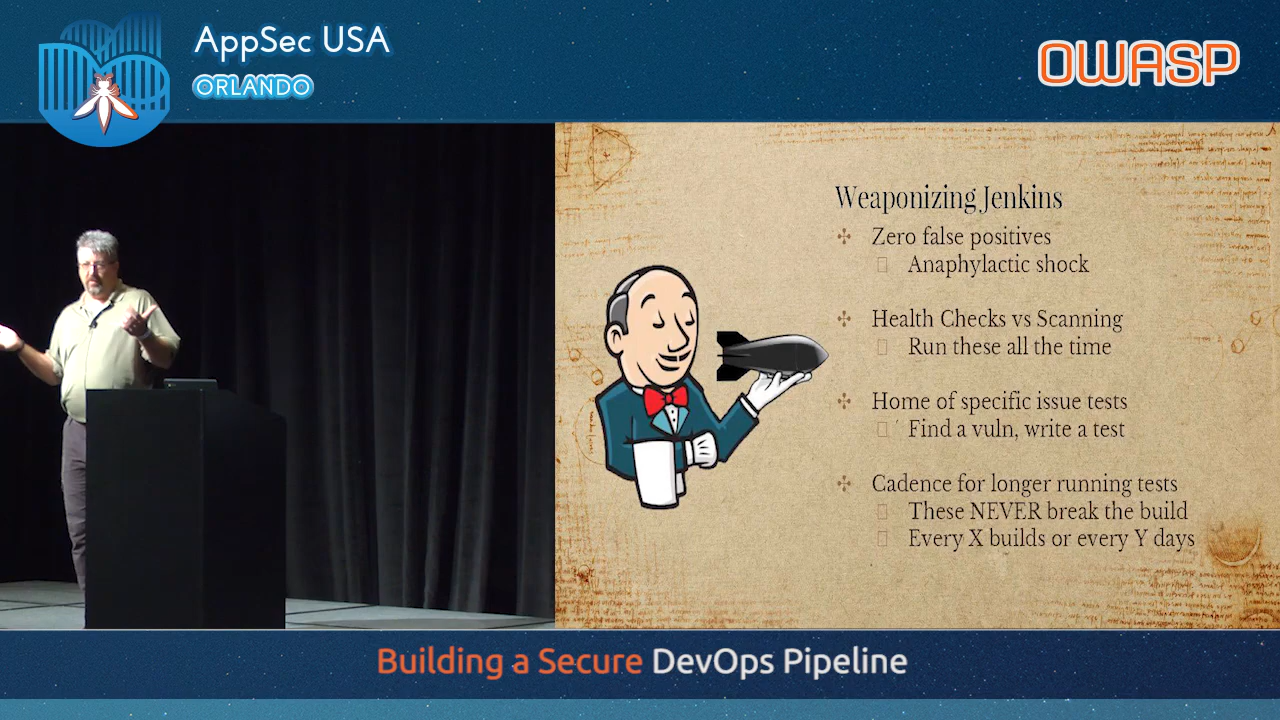 AppSec USA
ORLANDO
OWASP
Weaponizing Jenkins
Zero false positives
Anaphylactic shock
Health Checks vs Scanning
Run these all the time
Home of specific issue tests
Find a vuln, write a test
Cadence for longer running tests
These NEVER break the build
Every X builds or every Y days
Building a Secure DevOps Pipeline